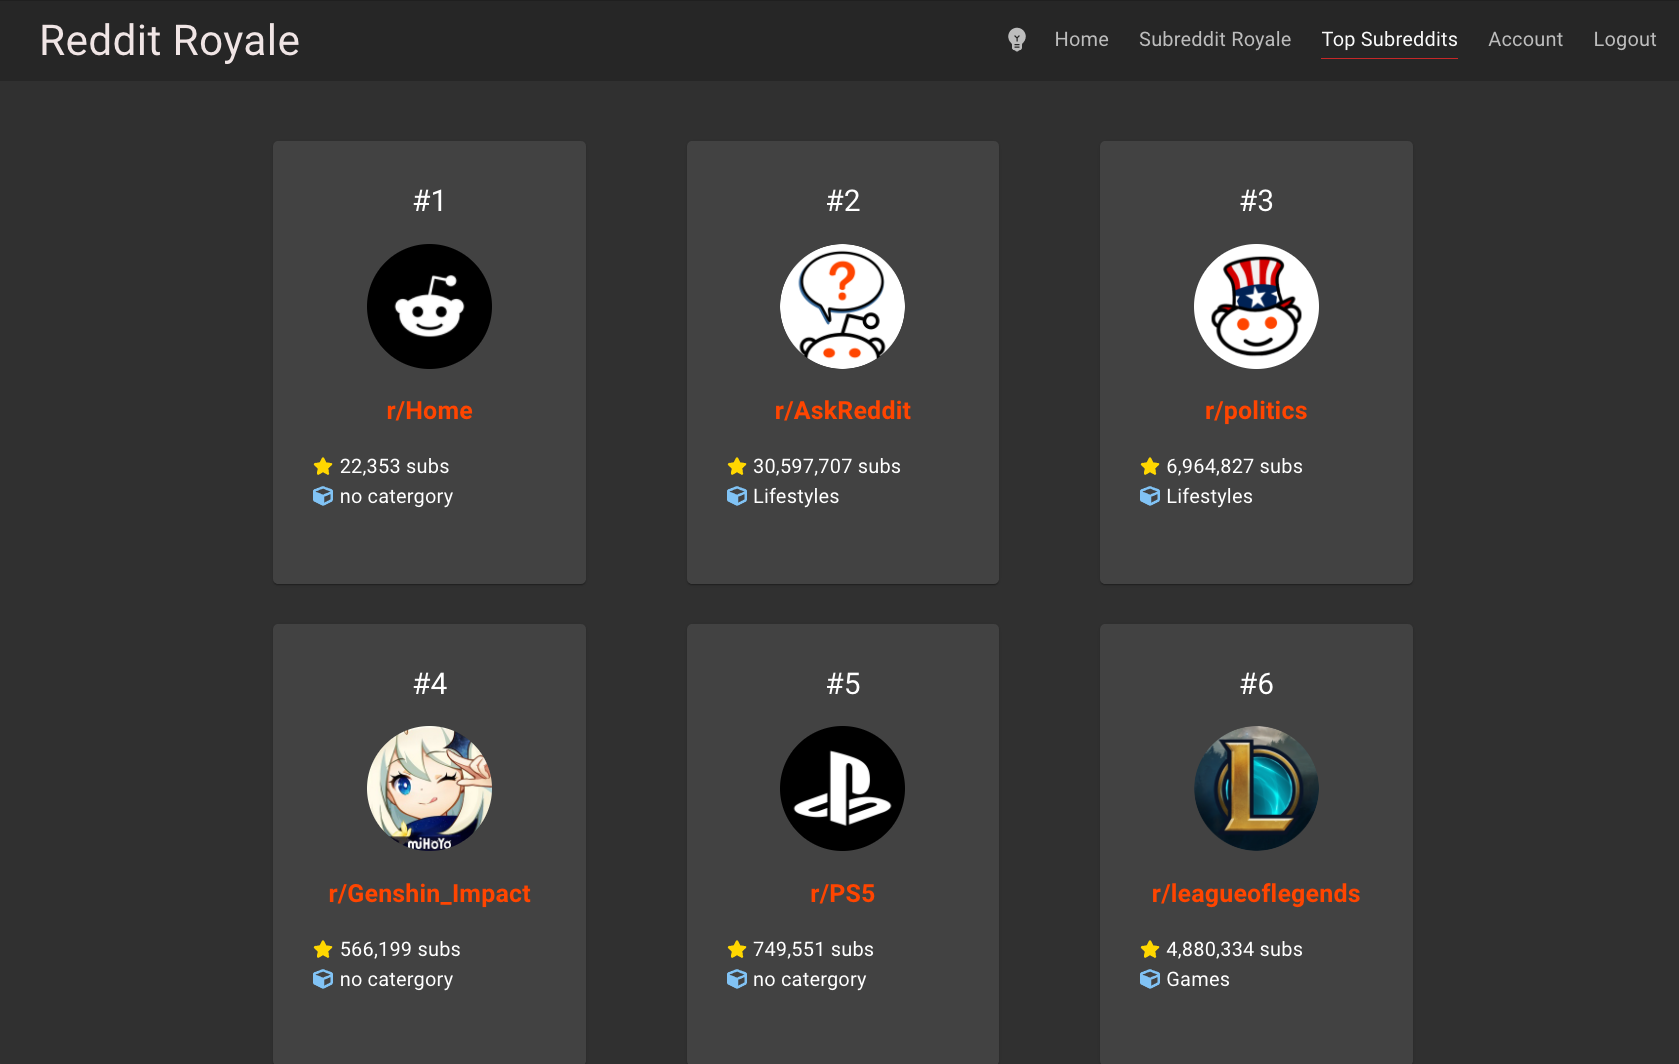 Reddit Royale
Home Subreddit Royale Top Subreddits Account Logout
#1
r/Home
22,353 subs
no catergory
#2
?
r/AskReddit
30,597,707 subs
Lifestyles
#3
r/politics
6,964,827 subs
Lifestyles
#4
miHoYo
r/Genshin_Impact
566,199 subs
no catergory
#5
r/PS5
749,551 subs
no catergory
#6
L
r/leagueoflegends
4,880,334 subs
Games